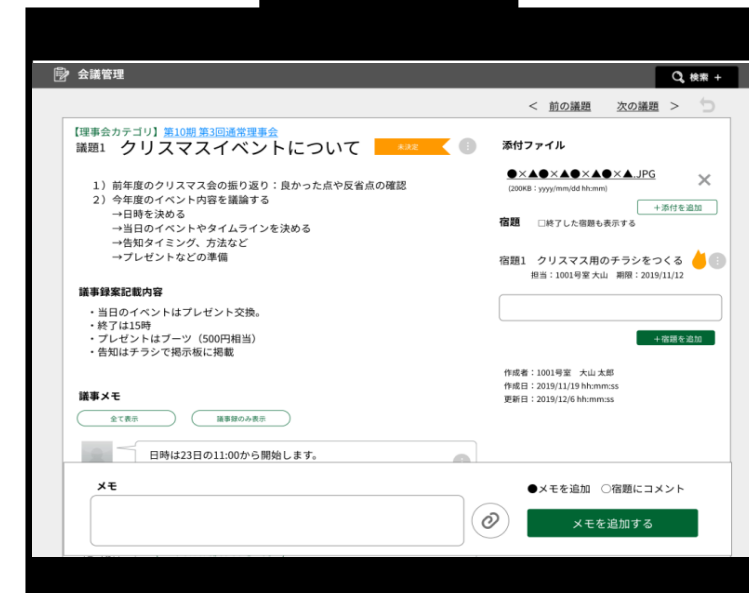 会議管理
検索 +
< 前の議題 次の議題 >
【理事会カテゴリ】第10期 第3回通常理事会
議題1 クリスマスイベントについて 未決定
1）前年度のクリスマス会の振り返り：良かった点や反省点の確認
2）今年度のイベント内容を議論する
→日時を決める
→当日のイベントやタイムラインを決める
→告知タイミング、方法など
→プレゼントなどの準備
議事録案記載内容
・当日のイベントはプレゼント交換。
・終了は15時
・プレゼントはブーツ（500円相当）
・告知はチラシで掲示板に掲載
議事メモ
全て表示 議事録のみ表示
日時は23日の11:00から開始します。
添付ファイル
●×▲●×▲●×▲●×▲.JPG
(200KB：yyyy/mm/dd hh:mm)
+添付を追加
宿題 □終了した宿題も表示する
宿題1 クリスマス用のチラシをつくる
担当：1001号室 大山 期限：2019/11/12
+宿題を追加
作成者：1001号室 大山 太郎
作成日：2019/11/19 hh:mm:ss
更新日：2019/12/6 hh:mm:ss
メモ
●メモを追加 ○宿題にコメント
メモを追加する